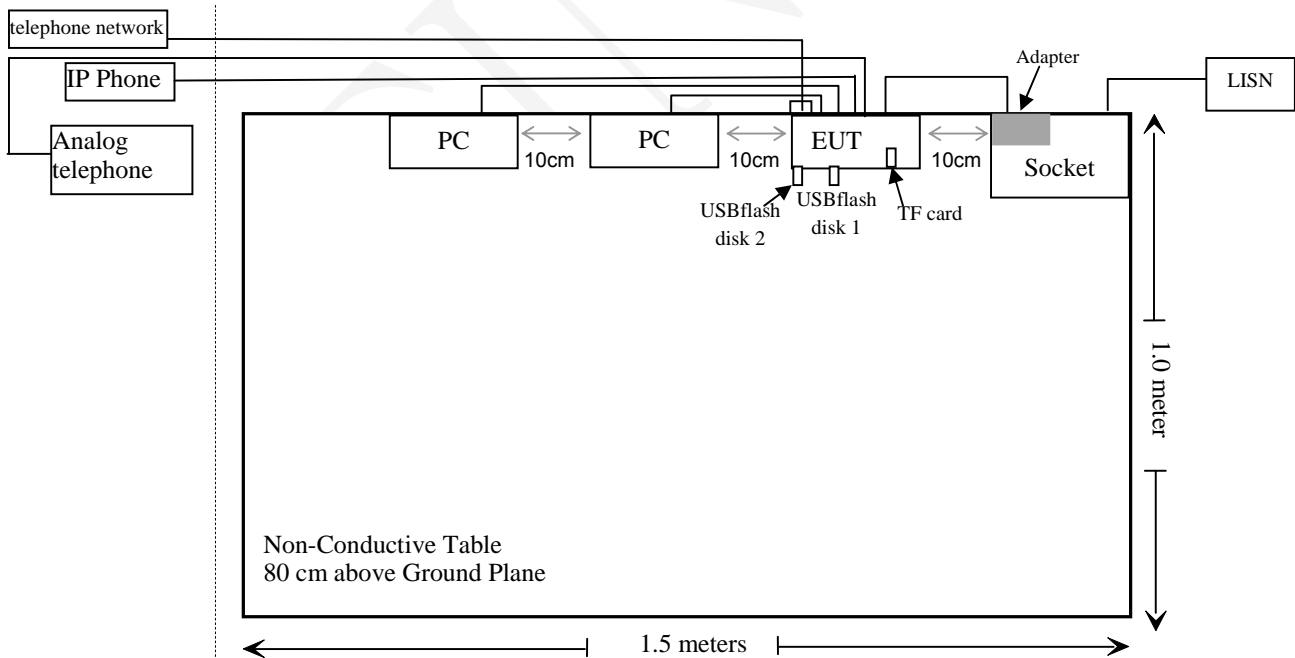 telephone network
IP Phone
Analog
telephone
Adapter
LISN
PC
10cm
PC
10cm
EUT
10cm
Socket
USBflash
disk 2
USBflash
disk 1
TF card
1.0 meter
Non-Conductive Table
80 cm above Ground Plane
1.5 meters